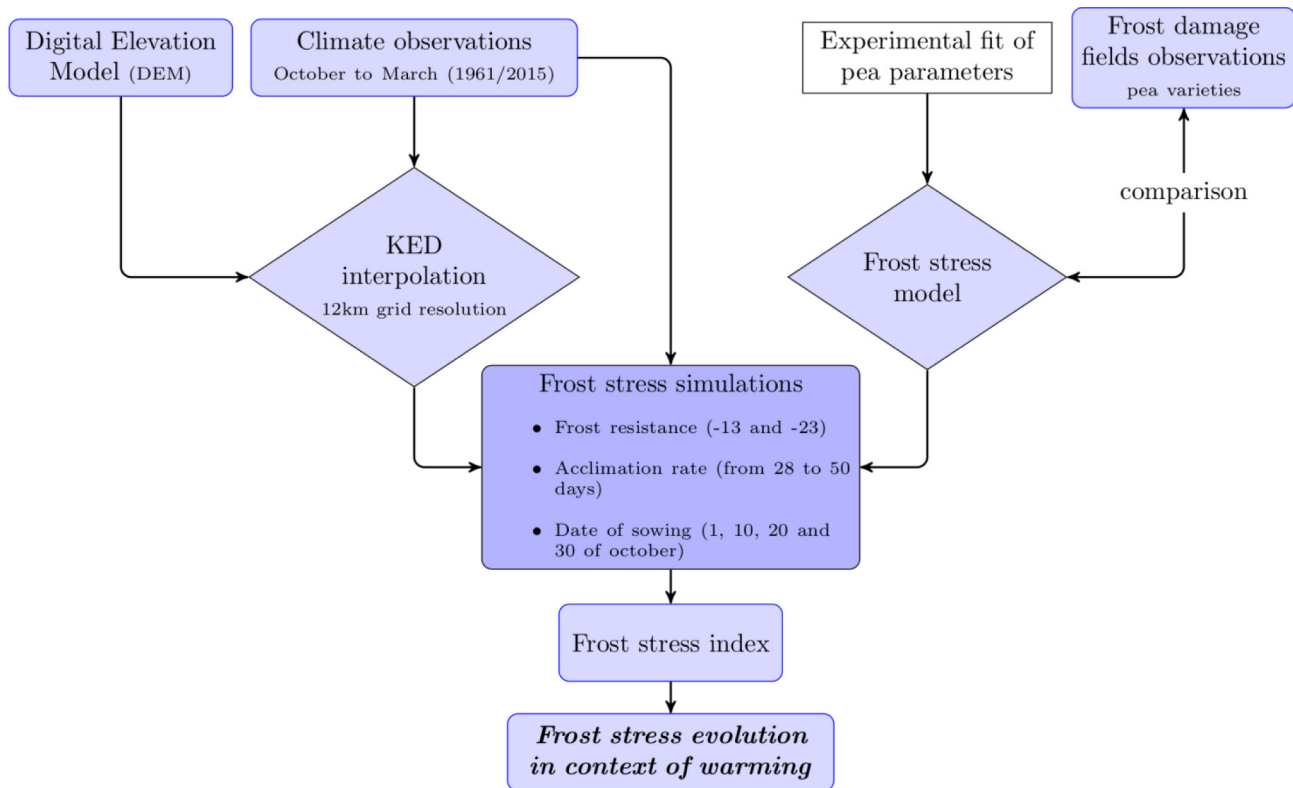 Digital Elevation
Model (DEM)
Climate observations
October to March (1961/2015)
Experimental fit of
pea parameters
Frost damage
fields observations
pea varieties
comparison
KED
interpolation
12km grid resolution
Frost stress
model
Frost stress simulations
• Frost resistance (-13 and -23)
• Acclimation rate (from 28 to 50
days)
• Date of sowing (1, 10, 20 and
30 of october)
Frost stress index
Frost stress evolution
in context of warming